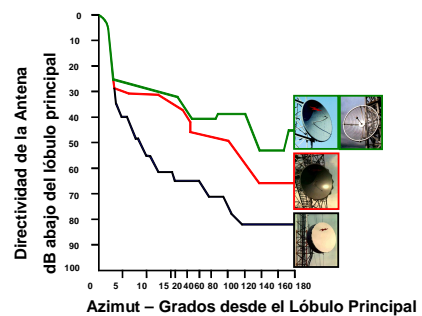 Directividad de la Antena
dB abajo del lóbulo principal
0
10
20
30
40
50
60
70
80
90
100
0 5 10 15 20 40 60 80 100 120 140 160 180
Azimut – Grados desde el Lóbulo Principal